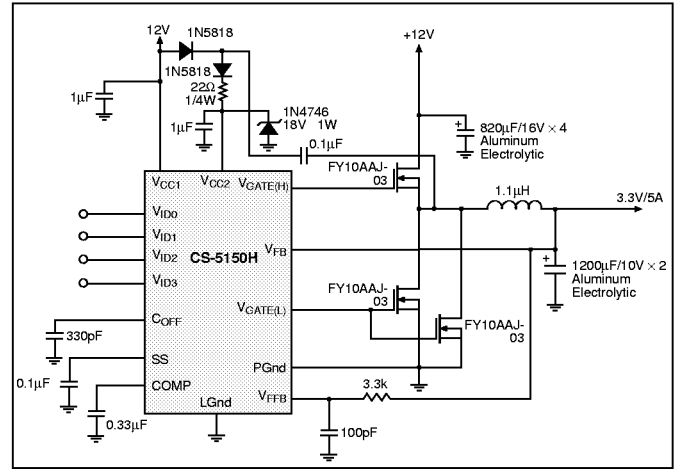 12V
1N5818
+12V
1N5818
22Ω
1/4W
1µF
1N4746
18V 1W
1µF
0.1µF
820µF/16V × 4
Aluminum
Electrolytic
FY10AAJ-
03
1.1µH
3.3V/5A
VCC1
VCC2
VGATE(H)
VID0
VID1
VID2
VID3
CS-5150H
VFB
1200µF/10V × 2
Aluminum
Electrolytic
FY10AAJ-
03
VGATE(L)
FY10AAJ-
03
COFF
330pF
SS
PGnd
0.1µF
COMP
3.3k
VFFB
LGnd
0.33µF
100pF
+
+